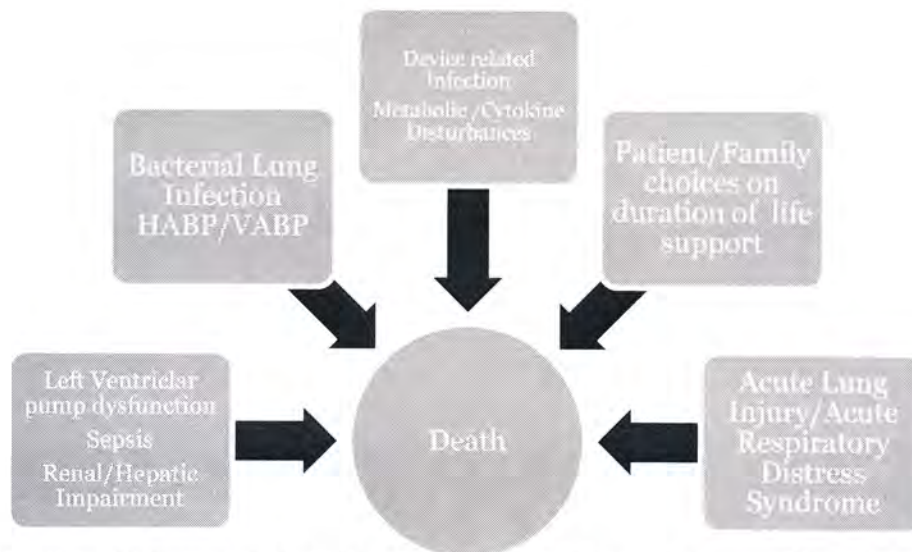 Device related
Infection
Metabolic/Cytokine
Disturbances
Bacterial Lung
Infection
HABP/VABP
Patient/Family
choices on
duration of life
support
Left Ventriclar
pump dysfunction
Sepsis
Renal/Hepatic
Impairment
Death
Acute Lung
Injury/Acute
Respiratory
Distress
Syndrome